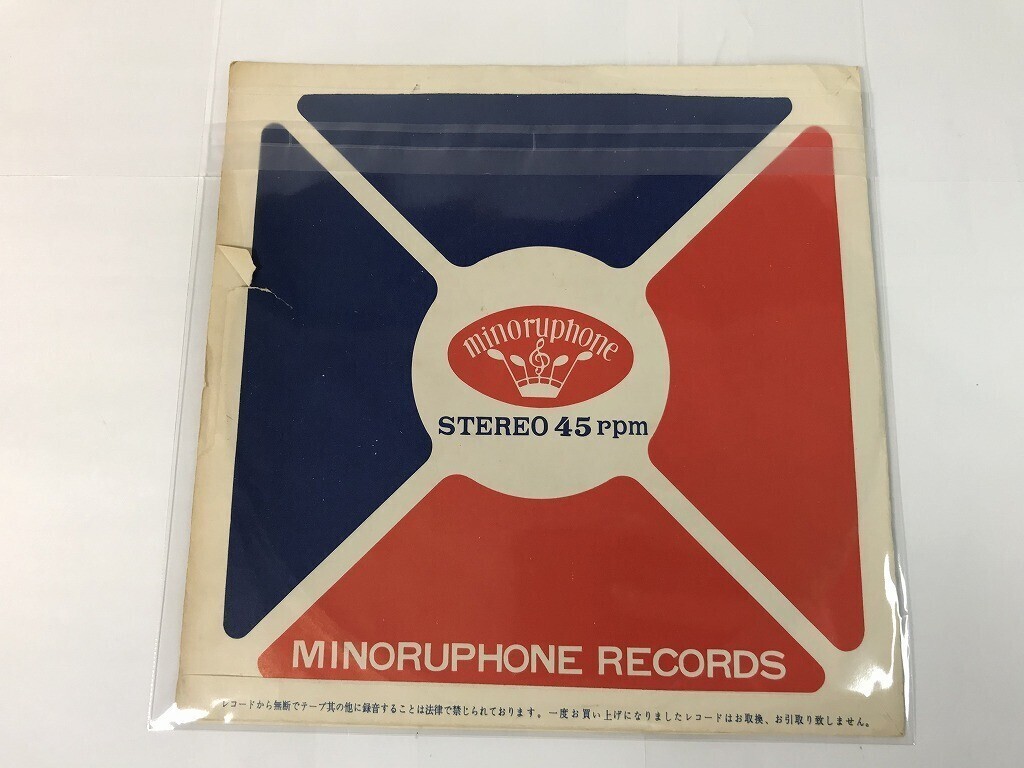 minoruphone
STEREO 45 rpm
MINORUPHONE RECORDS
レコードから無断でテープ其の他に録音することは法律で禁じられております。一度お買い上げになりましたレコードはお取換、お引取り致しません。